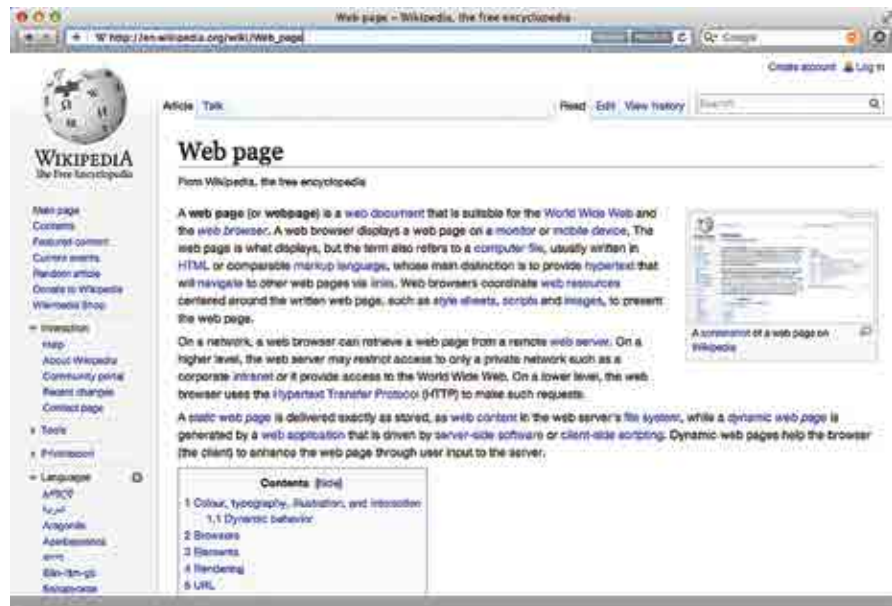 Web page - Wikipedia, the free encyclopedia
W http://en.wikipedia.org/wiki/Web_page
Google
Create account Log in
Article Talk
Read Edit View history
Search
WIKIPEDIA
The Free Encyclopedia
Main page
Contents
Featured content
Current events
Random article
Donate to Wikipedia
Wikimedia Shop
Interaction
Help
About Wikipedia
Community portal
Recent changes
Contact page
Tools
Print/export
Languages
العربية
Aragonés
Azərbaycanca
বাংলা
Bân-lâm-gú
Web page
From Wikipedia, the free encyclopedia
A web page (or webpage) is a web document that is suitable for the World Wide Web and
the web browser. A web browser displays a web page on a monitor or mobile device. The
web page is what displays, but the term also refers to a computer file, usually written in
HTML or comparable markup language, whose main distinction is to provide hypertext that
will navigate to other web pages via links. Web browsers coordinate web resources
centered around the written web page, such as style sheets, scripts and images, to present
the web page.
On a network, a web browser can retrieve a web page from a remote web server. On a
higher level, the web server may restrict access to only a private network such as a
corporate intranet or it provide access to the World Wide Web. On a lower level, the web
browser uses the Hypertext Transfer Protocol (HTTP) to make such requests.
A static web page is delivered exactly as stored, as web content in the web server's file system, while a dynamic web page is
generated by a web application that is driven by server-side software or client-side scripting. Dynamic web pages help the browser
(the client) to enhance the web page through user input to the server.
A screenshot of a web page on
Wikipedia
Contents [hide]
1 Colour, typography, illustration, and interaction
1.1 Dynamic behavior
2 Browsers
3 Elements
4 Rendering
5 URL